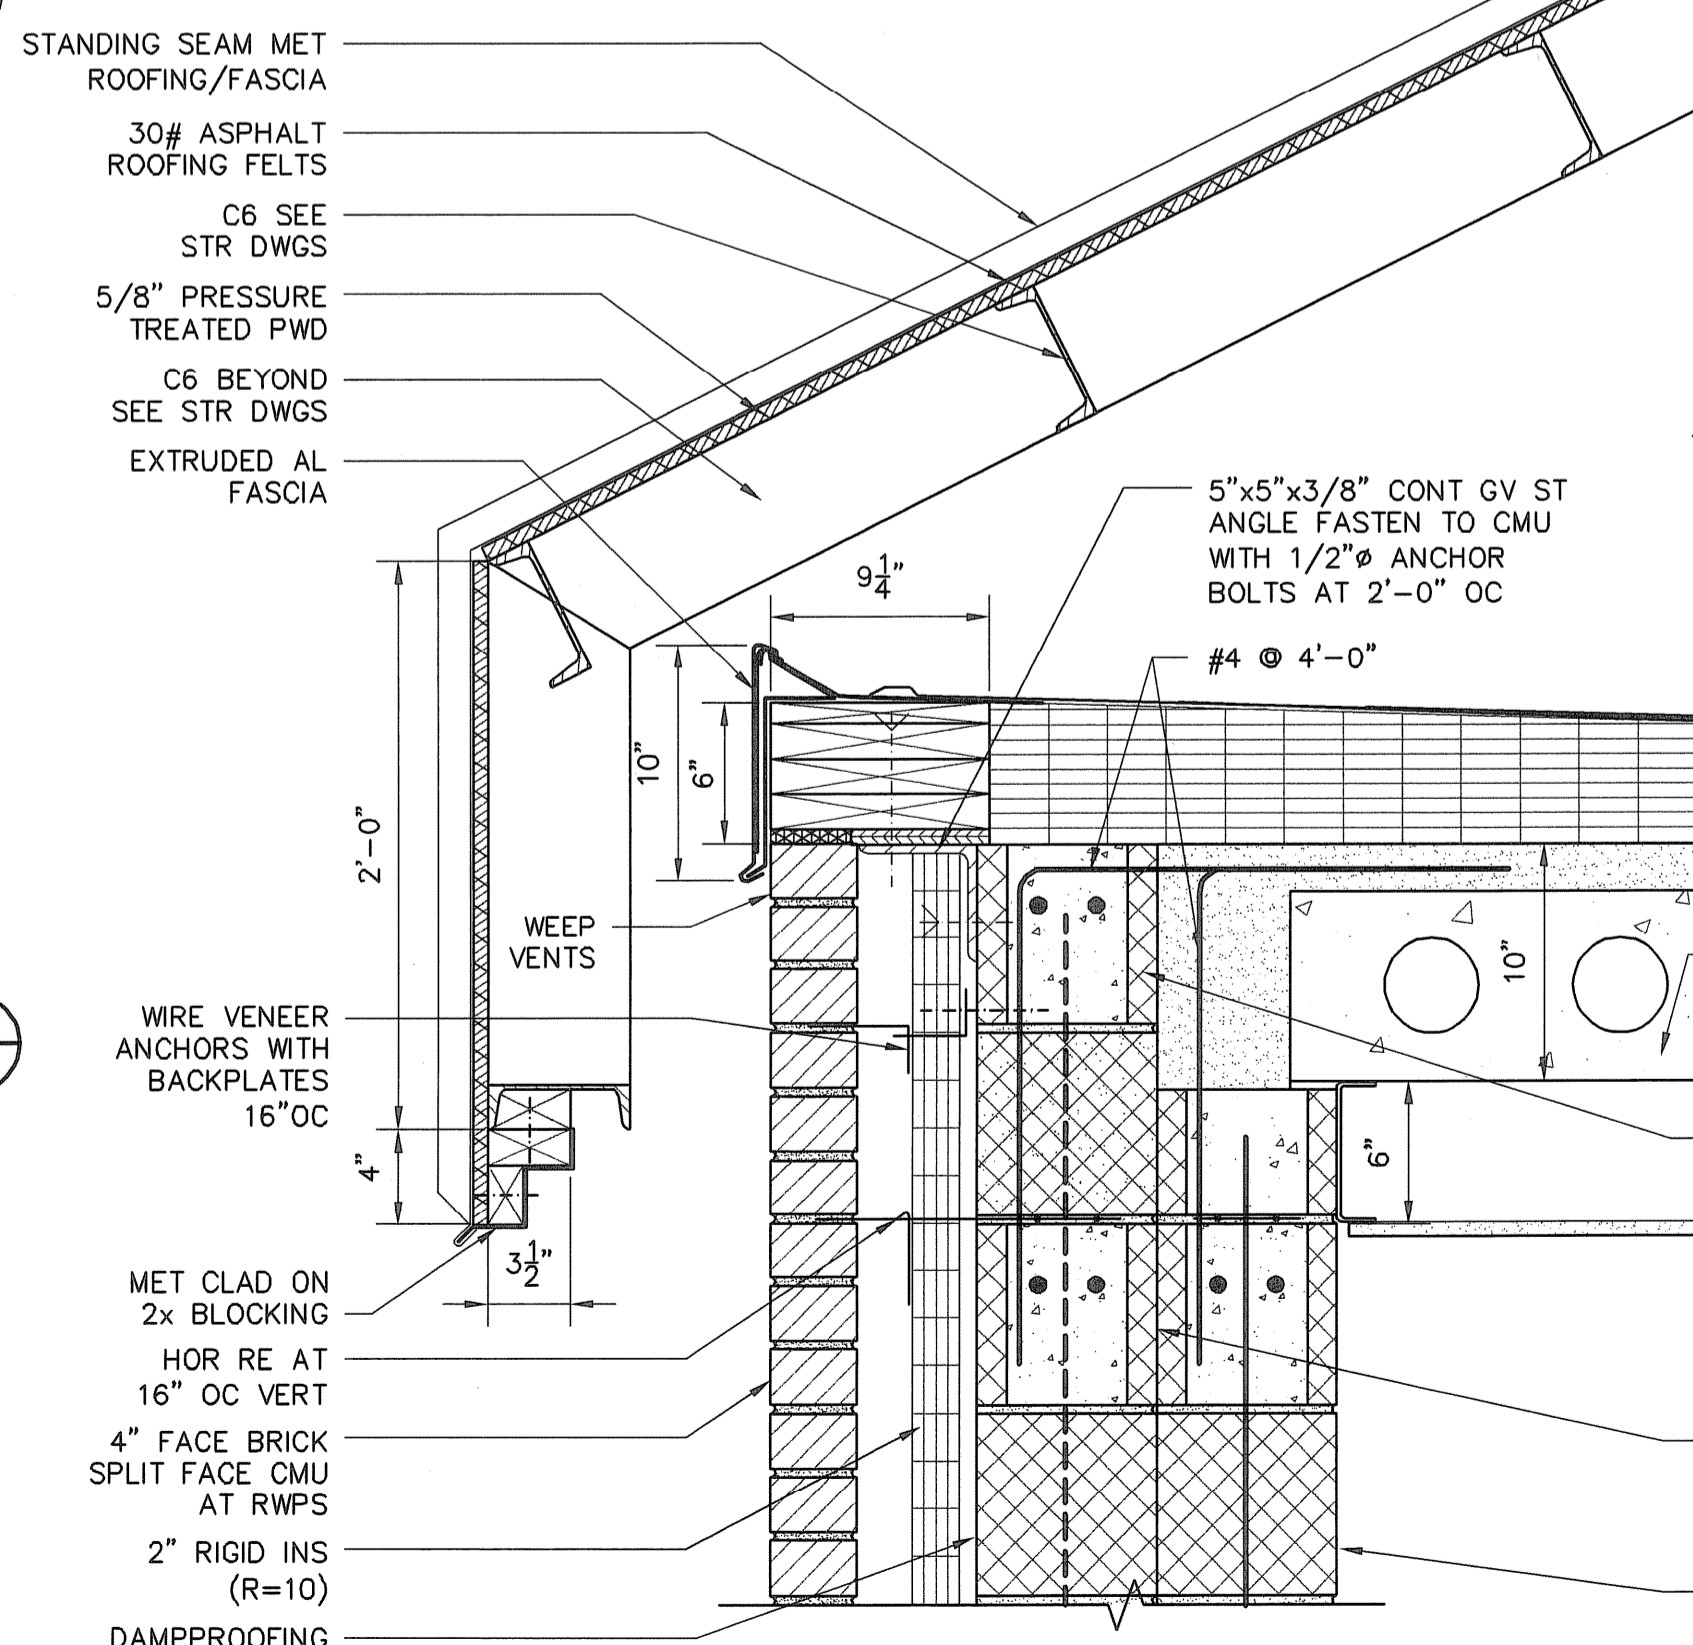 STANDING SEAM MET
ROOFING/FASCIA
30# ASPHALT
ROOFING FELTS
C6 SEE
STR DWGS
5/8" PRESSURE
TREATED PWD
C6 BEYOND
SEE STR DWGS
EXTRUDED AL
FASCIA
5"x5"x3/8" CONT GV ST
ANGLE FASTEN TO CMU
WITH 1/2"ø ANCHOR
BOLTS AT 2'-0" OC
9 1/4"
#4 @ 4'-0"
10"
6"
2'-0"
WEEP
VENTS
10"
WIRE VENEER
ANCHORS WITH
BACKPLATES
16"OC
4"
6"
3 1/2"
MET CLAD ON
2x BLOCKING
HOR RE AT
16" OC VERT
4" FACE BRICK
SPLIT FACE CMU
AT RWPS
2" RIGID INS
(R=10)
DAMPPROOFING